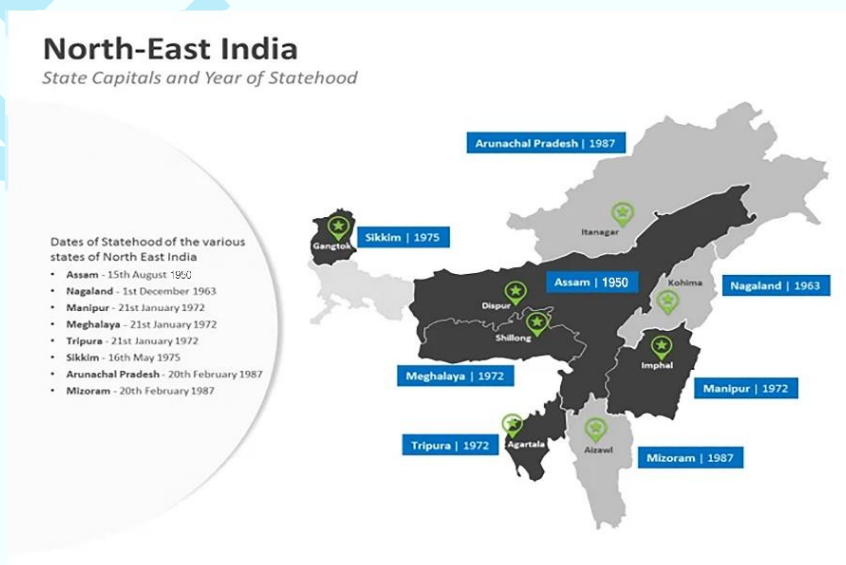 North-East India
State Capitals and Year of Statehood
Dates of Statehood of the various
states of North East India
• Assam - 15th August 1950
• Nagaland - 1st December 1963
• Manipur - 21st January 1972
• Meghalaya - 21st January 1972
• Tripura - 21st January 1972
• Sikkim - 16th May 1975
• Arunachal Pradesh - 20th February 1987
• Mizoram - 20th February 1987
Arunachal Pradesh | 1987
Itanagar
Sikkim | 1975
Gangtok
Assam | 1950
Dispur
Kohima
Nagaland | 1963
Shillong
Imphal
Meghalaya | 1972
Manipur | 1972
Tripura | 1972
Agartala
Aizawl
Mizoram | 1987